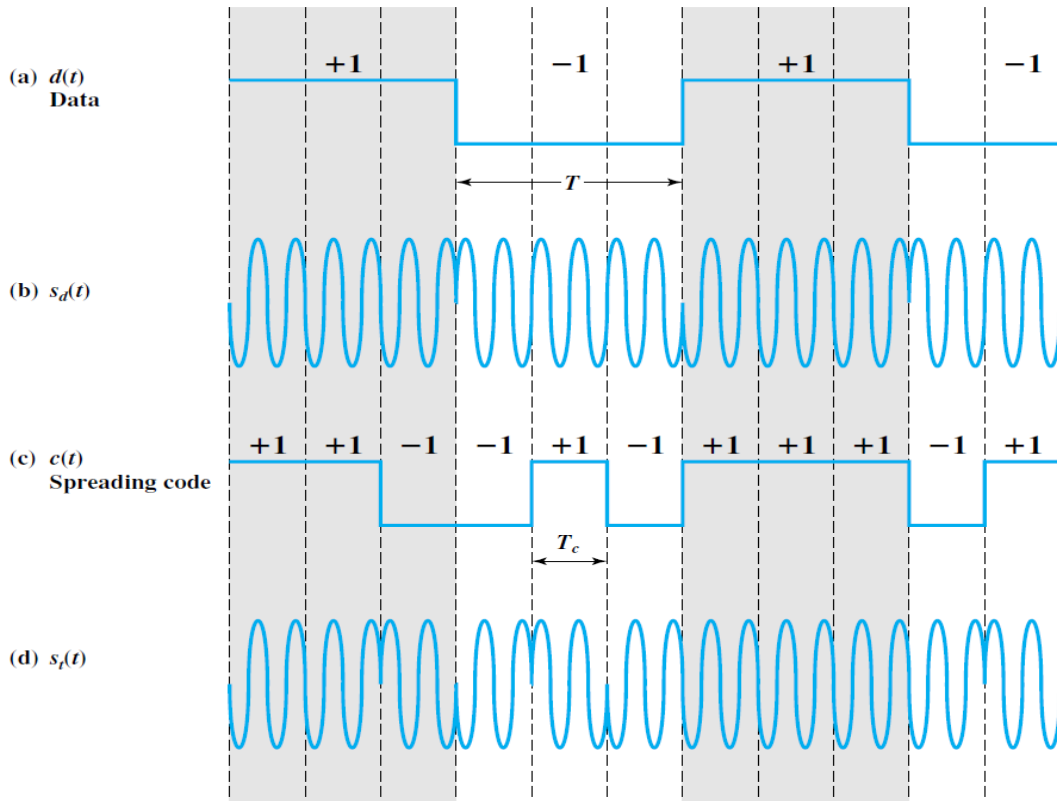 +1 −1 +1 −1
(a) d(t)
Data
T
(b) s_d(t)
+1 +1 −1 −1 +1 −1 +1 +1 +1 −1 +1
(c) c(t)
Spreading code
T_c
(d) s_t(t)